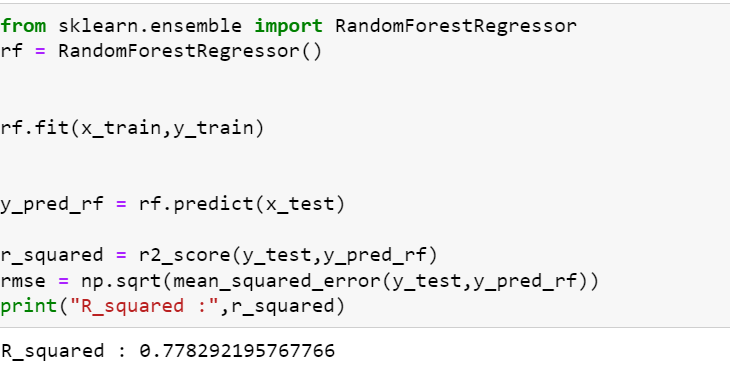 from sklearn.ensemble import RandomForestRegressor
rf = RandomForestRegressor()
rf.fit(x_train,y_train)
y_pred_rf = rf.predict(x_test)
r_squared = r2_score(y_test,y_pred_rf)
rmse = np.sqrt(mean_squared_error(y_test,y_pred_rf))
print("R_squared :",r_squared)
R_squared : 0.778292195767766